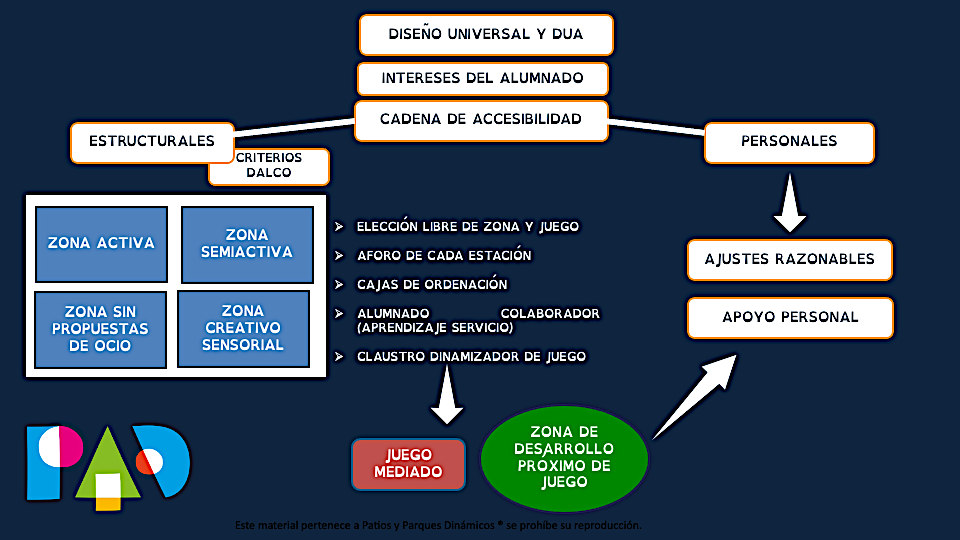 DISEÑO UNIVERSAL Y DUA
INTERESES DEL ALUMNADO
CADENA DE ACCESIBILIDAD
ESTRUCTURALES
PERSONALES
CRITERIOS
DALCO
ZONA ACTIVA
ZONA
SEMIACTIVA
ZONA SIN
PROPUESTAS
DE OCIO
ZONA
CREATIVO
SENSORIAL
ELECCIÓN LIBRE DE ZONA Y JUEGO
AFORO DE CADA ESTACIÓN
CAJAS DE ORDENACIÓN
ALUMNADO COLABORADOR
(APRENDIZAJE SERVICIO)
CLAUSTRO DINAMIZADOR DE JUEGO
AJUSTES RAZONABLES
APOYO PERSONAL
JUEGO
MEDIADO
ZONA DE
DESARROLLO
PRÓXIMO DE
JUEGO
PAD
Este material pertenece a Patios y Parques Dinámicos ® se prohíbe su reproducción.